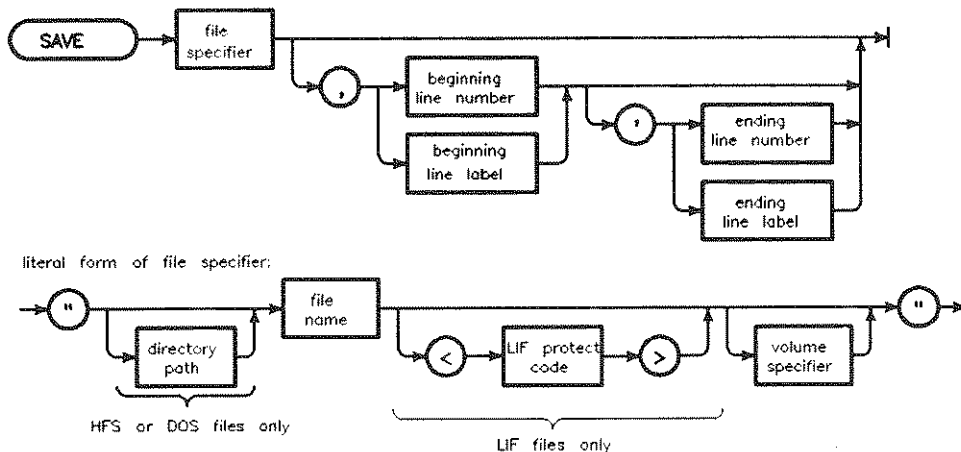 SAVE
file
specifier
,
beginning
line number
beginning
line label
,
ending
line number
ending
line label
literal form of file specifier:
"
directory
path
HFS or DOS files only
file
name
<
LIF protect
code
>
LIF files only
volume
specifier
"